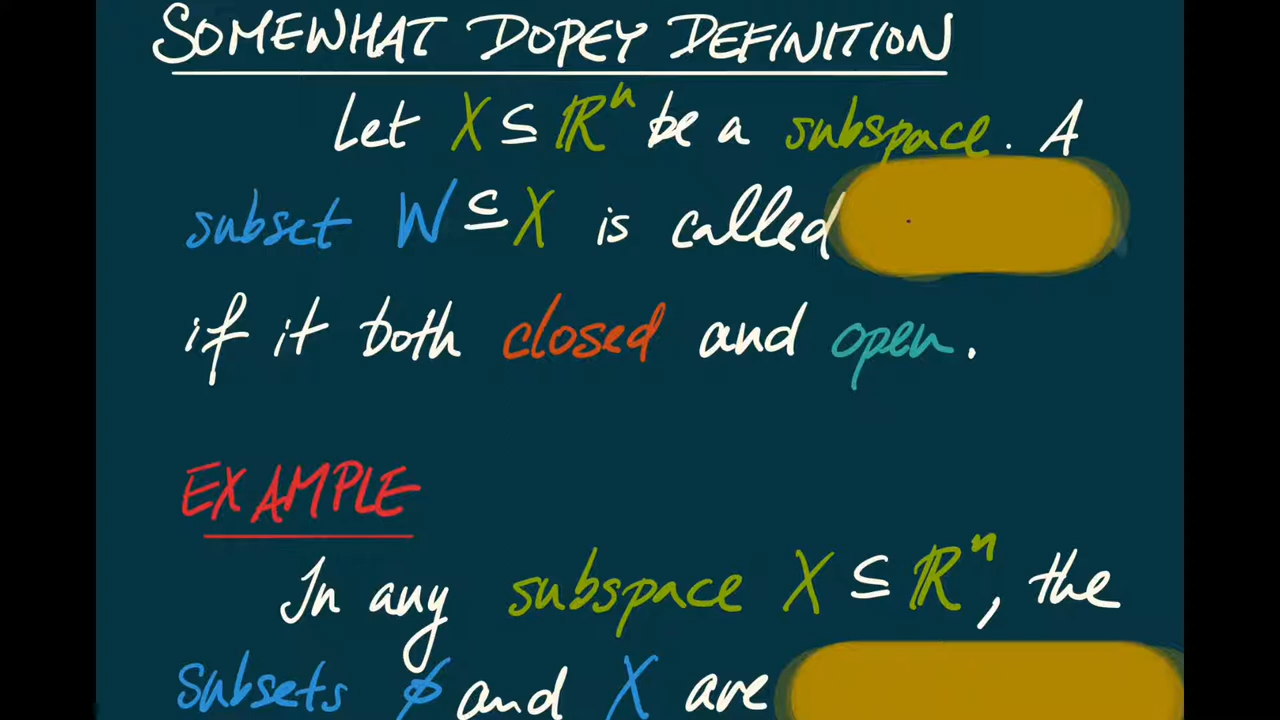 SOMEWHAT DOPEY DEFINITION
Let X ⊆ ℝⁿ be a subspace. A
subset W ⊆ X is called
if it both closed and open.
EXAMPLE
In any subspace X ⊆ ℝⁿ, the
subsets ϕ and X are